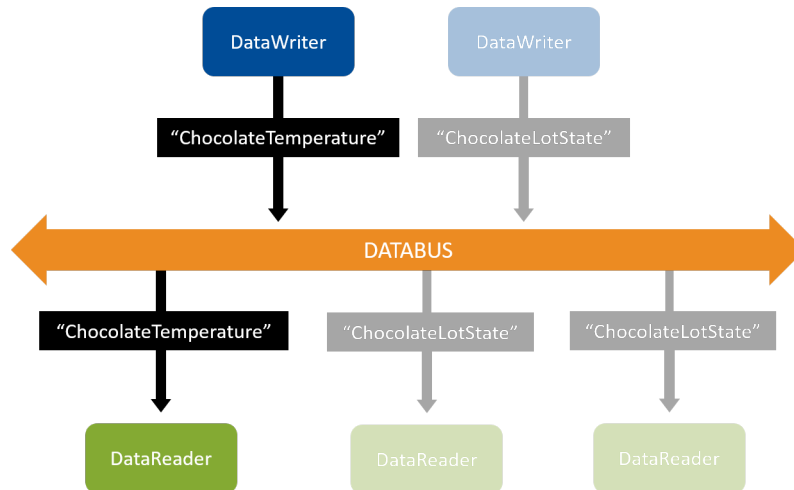 DataWriter
DataWriter
“ChocolateTemperature”
“ChocolateLotState”
DATABUS
“ChocolateTemperature”
“ChocolateLotState”
“ChocolateLotState”
DataReader
DataReader
DataReader